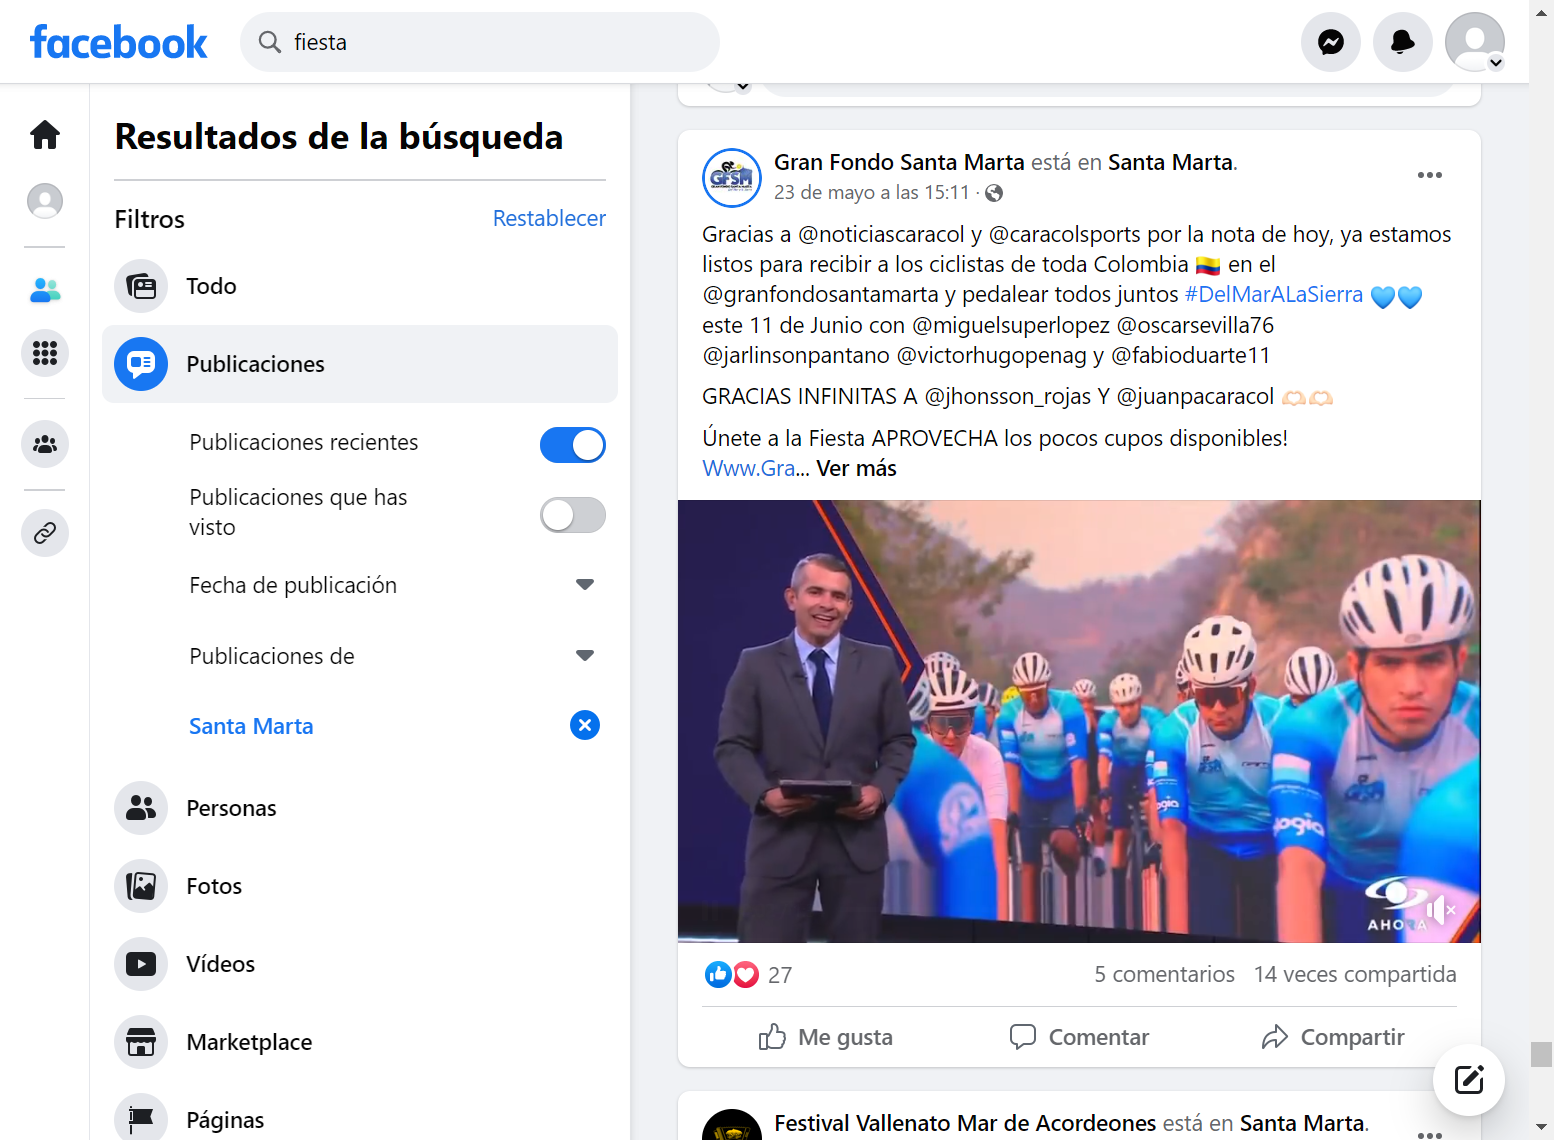 facebook
fiesta
Resultados de la búsqueda
Filtros
Restablecer
Todo
Publicaciones
Publicaciones recientes
Publicaciones que has
visto
Fecha de publicación
Publicaciones de
Santa Marta
Personas
Fotos
Vídeos
Marketplace
Páginas
GFSM
Gran Fondo Santa Marta está en Santa Marta.
23 de mayo a las 15:11 ·
Gracias a @noticiascaracol y @caracolsports por la nota de hoy, ya estamos
listos para recibir a los ciclistas de toda Colombia 🇨🇴 en el
@granfondosantamarta y pedalear todos juntos #DelMarALaSierra 🩵🩵
este 11 de Junio con @miguelsuperlopez @oscarsevilla76
@jarlinsonpantano @victorhugopenag y @fabioduarte11
GRACIAS INFINITAS A @jhonsson_rojas Y @juanpacaracol 🫶🏻🫶🏻
Únete a la Fiesta APROVECHA los pocos cupos disponibles!
Www.Gra... Ver más
AHORA
27
5 comentarios
14 veces compartida
Me gusta
Comentar
Compartir
Festival Vallenato Mar de Acordeones está en Santa Marta.